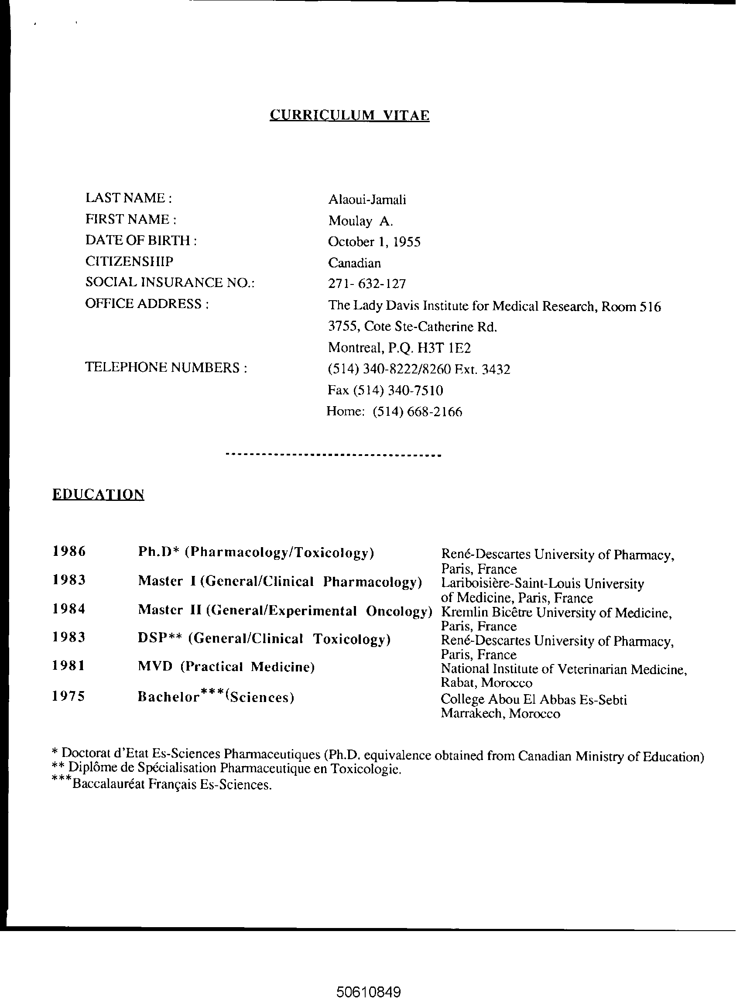 CURRICULUM VITAE
LAST NAME : Alaoui-Jamali
FIRST NAME : Moulay A.
DATE OF BIRTH : October 1, 1955
CITIZENSHIP Canadian
SOCIAL INSURANCE NO.: 271- 632-127
OFFICE ADDRESS : The Lady Davis Institute for Medical Research, Room 516
3755, Cote Ste-Catherine Rd.
Montreal, P.Q. H3T 1E2
TELEPHONE NUMBERS : (514) 340-8222/8260 Ext. 3432
Fax (514) 340-7510
Home: (514) 668-2166
------------------------------------
EDUCATION
1986 Ph.D* (Pharmacology/Toxicology) René-Descartes University of Pharmacy,
Paris, France
1983 Master I (General/Clinical Pharmacology) Lariboisière-Saint-Louis University
of Medicine, Paris, France
1984 Master II (General/Experimental Oncology) Kremlin Bicêtre University of Medicine,
Paris, France
1983 DSP** (General/Clinical Toxicology) René-Descartes University of Pharmacy,
Paris, France
1981 MVD (Practical Medicine) National Institute of Veterinarian Medicine,
Rabat, Morocco
1975 Bachelor***(Sciences) College Abou El Abbas Es-Sebti
Marrakech, Morocco
* Doctorat d'Etat Es-Sciences Pharmaceutiques (Ph.D. equivalence obtained from Canadian Ministry of Education)
** Diplôme de Spécialisation Pharmaceutique en Toxicologie.
***Baccalauréat Français Es-Sciences.
50610849